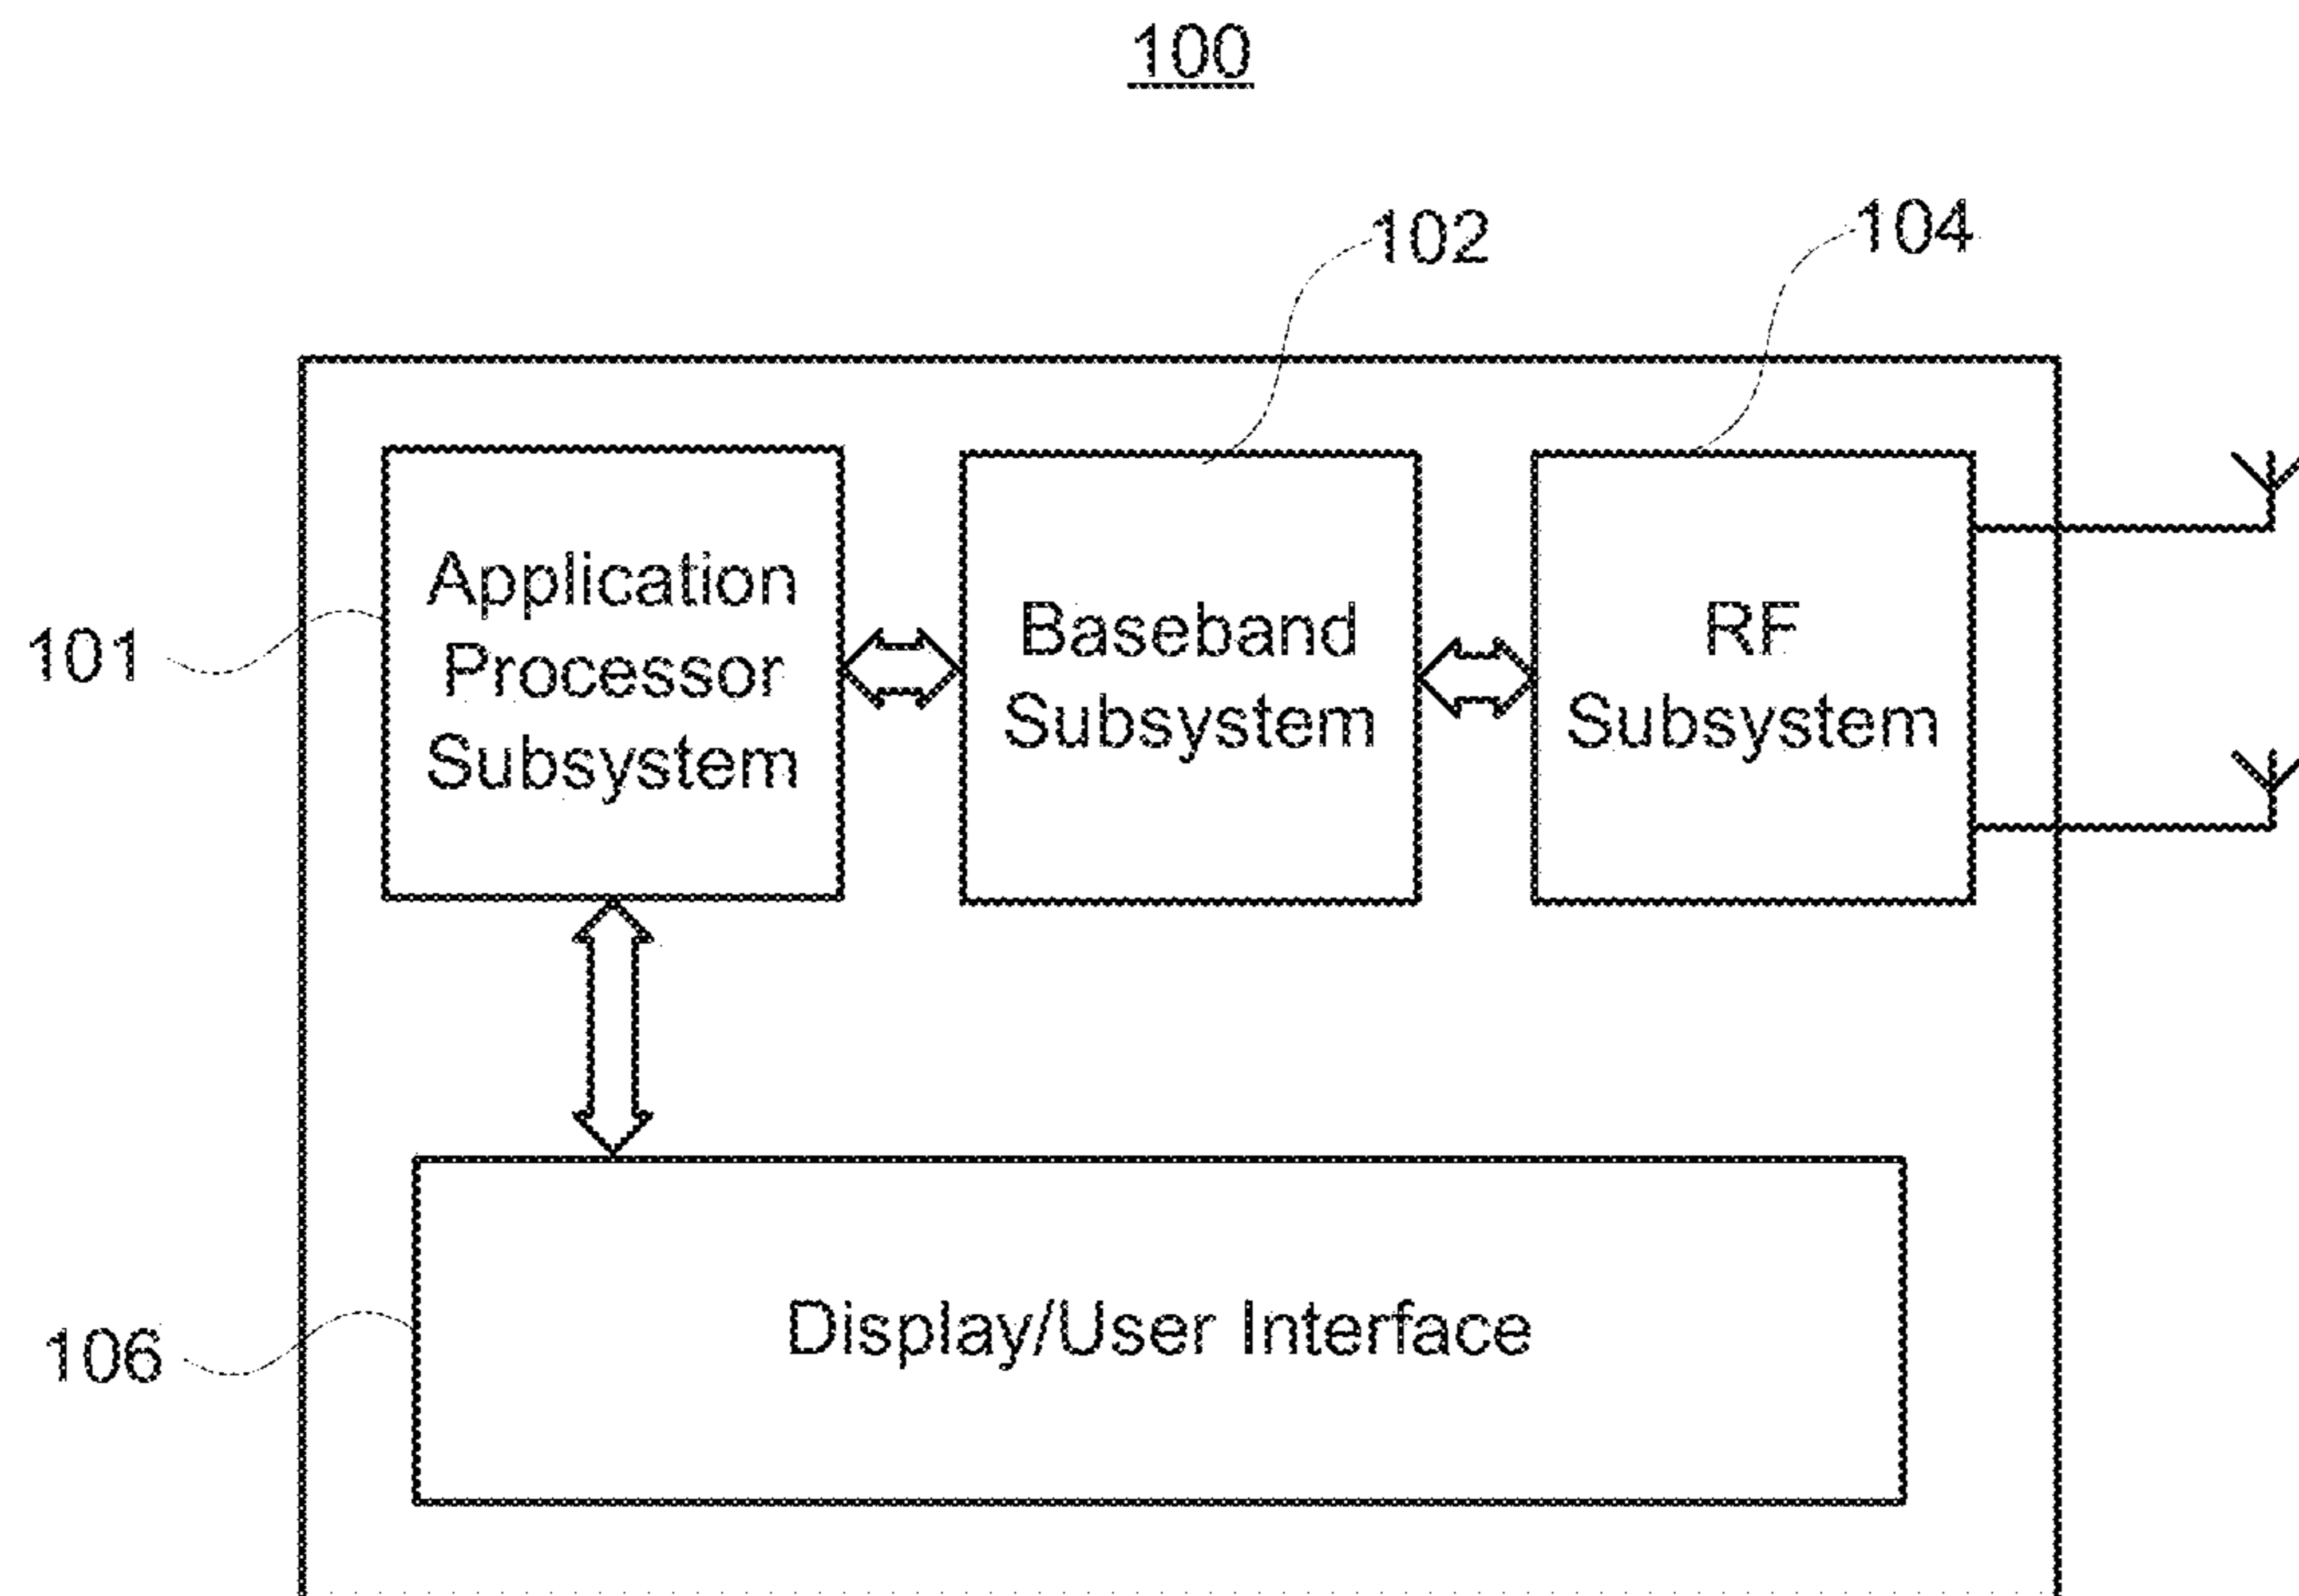 100
102
104
101
Application
Processor
Subsystem
Baseband
Subsystem
RF
Subsystem
106
Display/User Interface